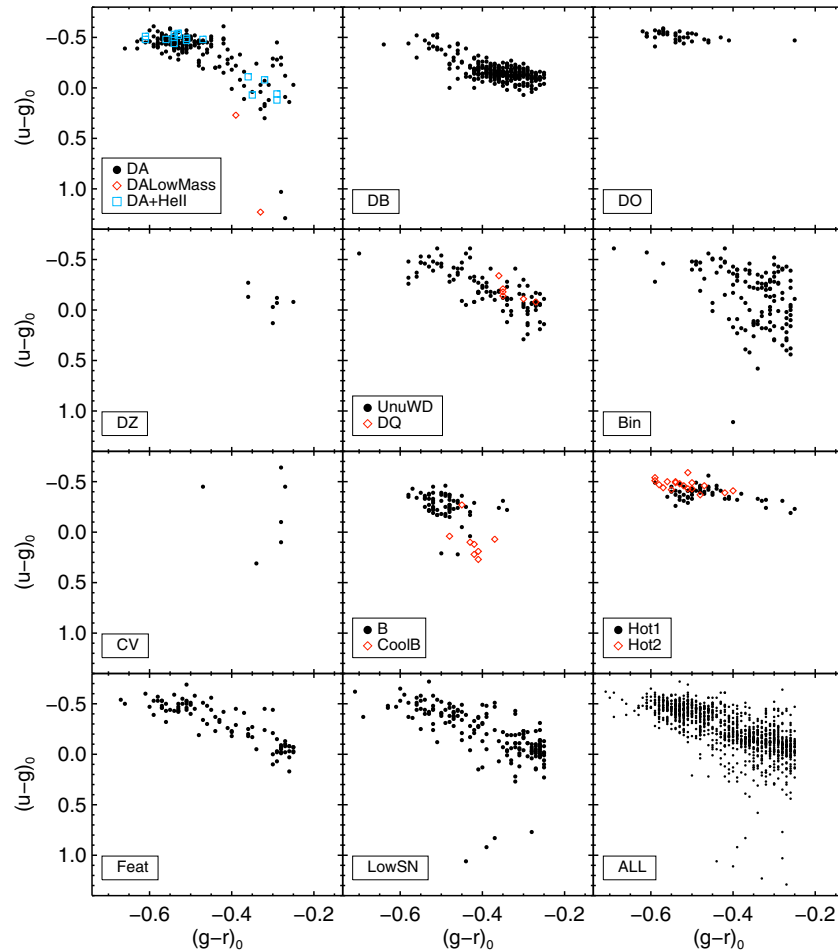 (u−g)₀
−0.5
0.0
0.5
1.0
DA
DALowMass
DA+HeII
DB
DO
(u−g)₀
−0.5
0.0
0.5
1.0
DZ
UnuWD
DQ
Bin
(u−g)₀
−0.5
0.0
0.5
1.0
CV
B
CoolB
Hot1
Hot2
(u−g)₀
−0.5
0.0
0.5
1.0
Feat
LowSN
ALL
−0.6 −0.4 −0.2
−0.6 −0.4 −0.2
−0.6 −0.4 −0.2
(g−r)₀
(g−r)₀
(g−r)₀